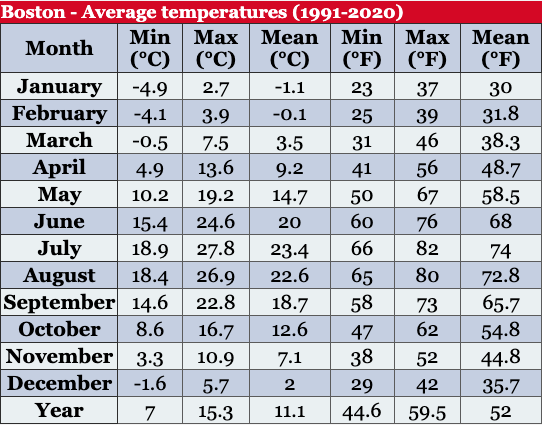 Boston - Average temperatures (1991-2020)
Month Min (°C) Max (°C) Mean (°C) Min (°F) Max (°F) Mean (°F)
January -4.9 2.7 -1.1 23 37 30
February -4.1 3.9 -0.1 25 39 31.8
March -0.5 7.5 3.5 31 46 38.3
April 4.9 13.6 9.2 41 56 48.7
May 10.2 19.2 14.7 50 67 58.5
June 15.4 24.6 20 60 76 68
July 18.9 27.8 23.4 66 82 74
August 18.4 26.9 22.6 65 80 72.8
September 14.6 22.8 18.7 58 73 65.7
October 8.6 16.7 12.6 47 62 54.8
November 3.3 10.9 7.1 38 52 44.8
December -1.6 5.7 2 29 42 35.7
Year 7 15.3 11.1 44.6 59.5 52